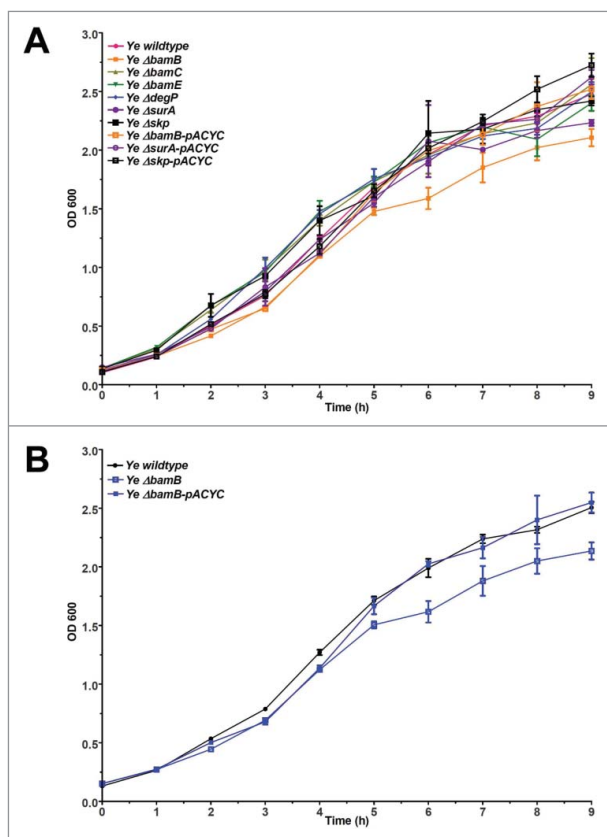 A
Ye wildtype
Ye ΔbamB
Ye ΔbamC
Ye ΔbamE
Ye ΔdegP
Ye ΔsurA
Ye Δskp
Ye ΔbamB-pACYC
Ye ΔsurA-pACYC
Ye Δskp-pACYC
3.0
2.5
2.0
1.5
1.0
0.5
0.0
OD 600
0 1 2 3 4 5 6 7 8 9
Time (h)
B
Ye wildtype
Ye ΔbamB
Ye ΔbamB-pACYC
3.0
2.5
2.0
1.5
1.0
0.5
0.0
OD 600
0 1 2 3 4 5 6 7 8 9
Time (h)